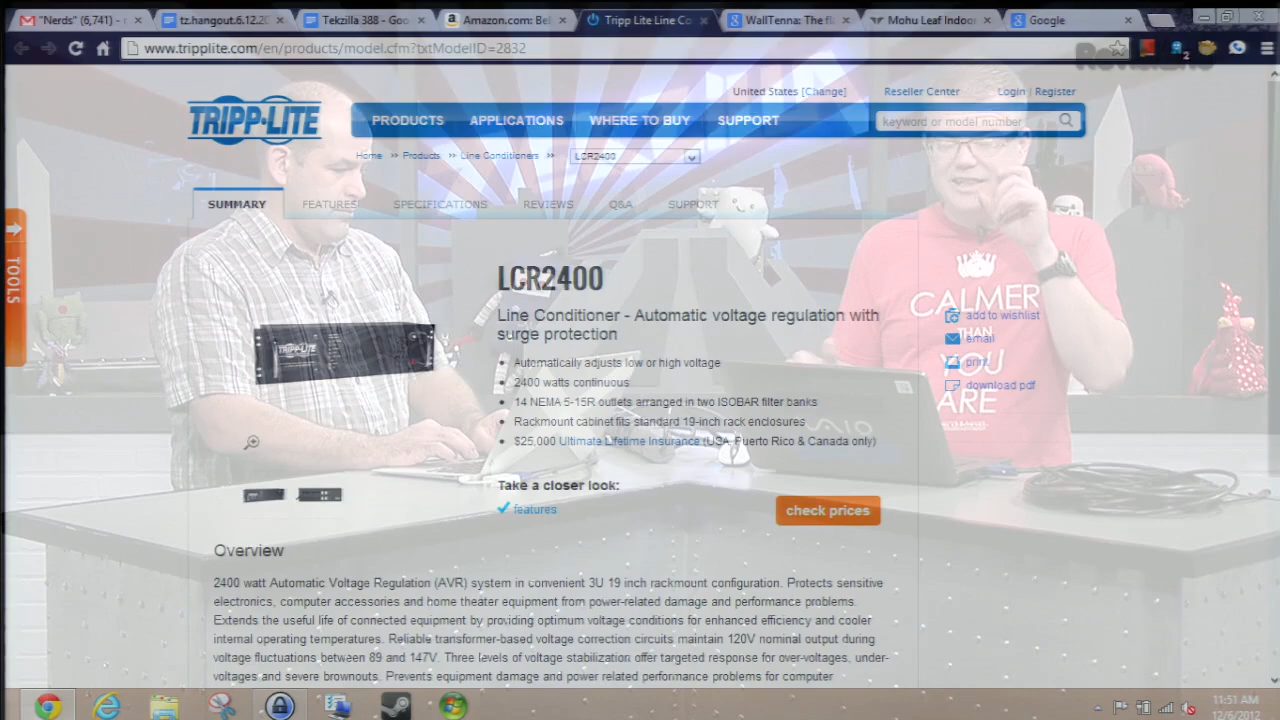 "Nerds" (6,741) - r
tz.hangout.6.12.20
Tekzilla 388 - Goo
Amazon.com: Bel
Tripp Lite Line Co
WallTenna: The fl
Mohu Leaf Indoor
Google
www.tripplite.com/en/products/model.cfm?txtModelID=2832
2
United States [Change]
Reseller Center
Login | Register
TRIPP·LITE
PRODUCTS
APPLICATIONS
WHERE TO BUY
SUPPORT
keyword or model number
Home » Products » Line Conditioners »
LCR2400
SUMMARY
FEATURES
SPECIFICATIONS
REVIEWS
Q&A
SUPPORT
TOOLS
LCR2400
Line Conditioner - Automatic voltage regulation with
surge protection
Automatically adjusts low or high voltage
2400 watts continuous
14 NEMA 5-15R outlets arranged in two ISOBAR filter banks
Rackmount cabinet fits standard 19-inch rack enclosures
$25,000 Ultimate Lifetime Insurance (USA, Puerto Rico & Canada only)
TRIPP·LITE
add to wishlist
email
print
download pdf
CALMER
THAN
YOU
ARE
VAIO
Take a closer look:
features
check prices
Overview
2400 watt Automatic Voltage Regulation (AVR) system in convenient 3U 19 inch rackmount configuration. Protects sensitive
electronics, computer accessories and home theater equipment from power-related damage and performance problems.
Extends the useful life of connected equipment by providing optimum voltage conditions for enhanced efficiency and cooler
internal operating temperatures. Reliable transformer-based voltage correction circuits maintain 120V nominal output during
voltage fluctuations between 89 and 147V. Three levels of voltage stabilization offer targeted response for over-voltages, under-
voltages and severe brownouts. Prevents equipment damage and power related performance problems for computer
11:51 AM
12/6/2012